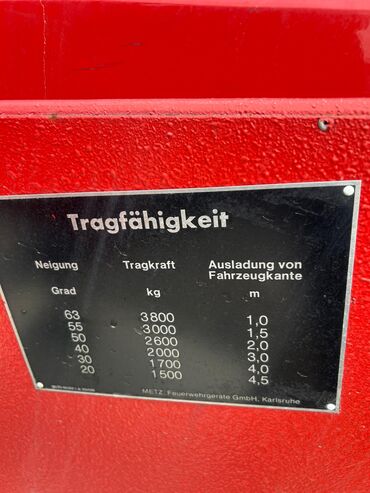 Tragfähigkeit
Neigung Tragkraft Ausladung von
Fahrzeugkante
Grad kg m
63 3800 1,0
55 3000 1,5
50 2600 2,0
40 2000 3,0
30 1700 4,0
20 1500 4,5
METZ Feuerwehrgeräte GmbH, Karlsruhe